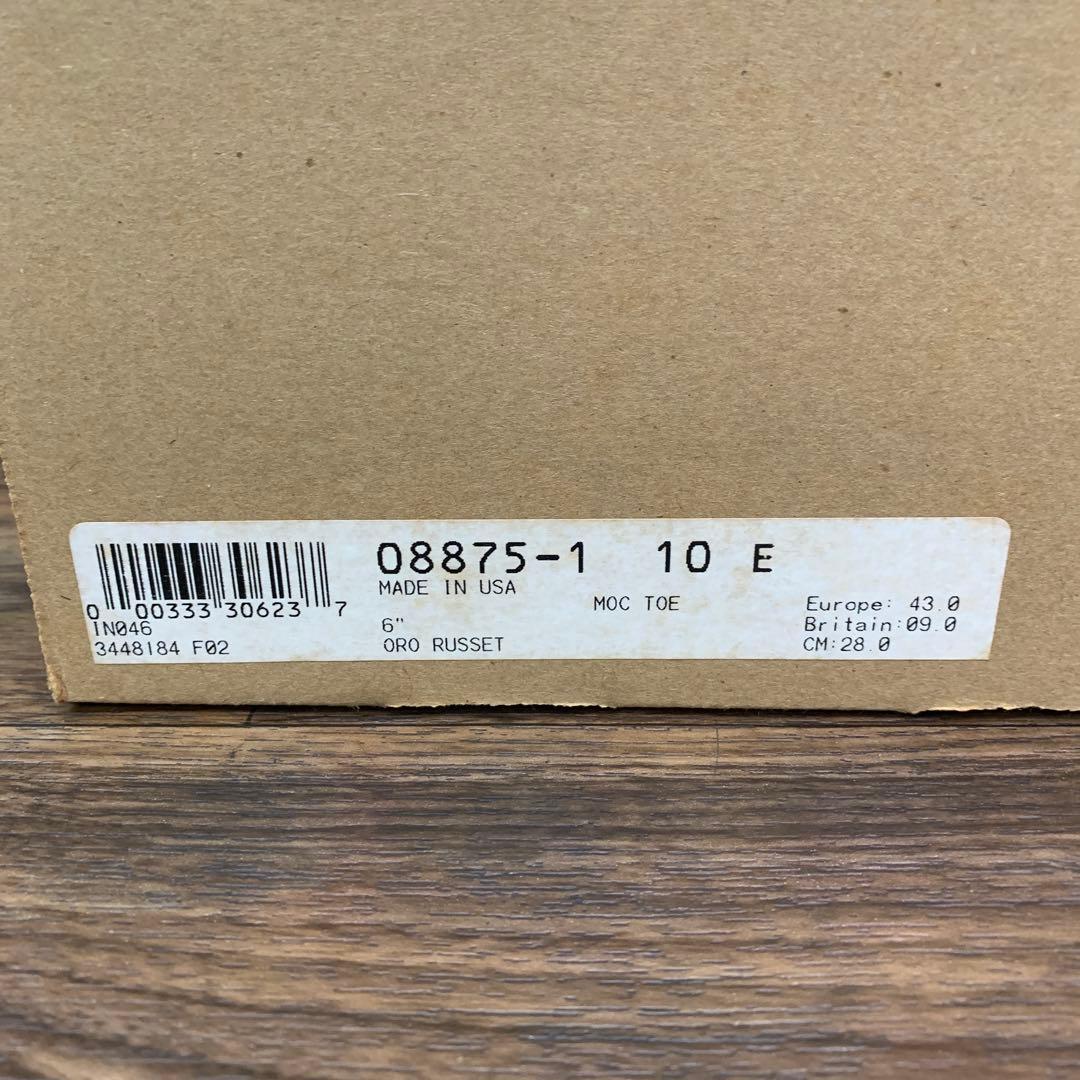 08875-1 10 E
MADE IN USA
0 00333 30623 7
MOC TOE
Europe: 43.0
IN046
6"
Britain:09.0
3448184 F02
ORO RUSSET
CM:28.0